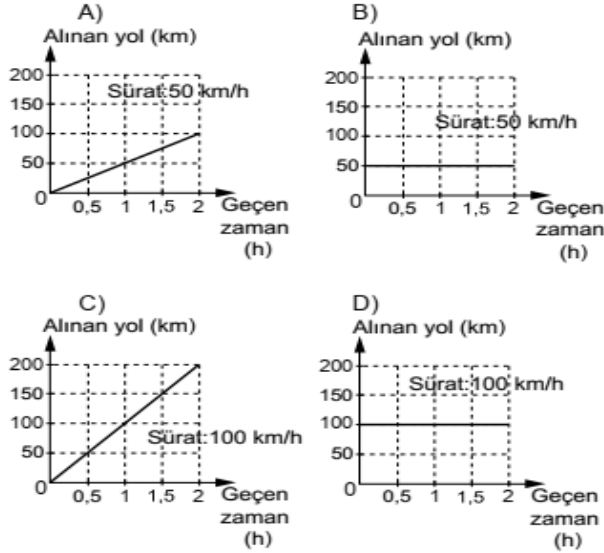 A)
Alınan yol (km)
200
150
100
50
0
Sürat:50 km/h
0,5 1 1,5 2
Geçen
zaman
(h)
B)
Alınan yol (km)
200
150
100
50
0
Sürat:50 km/h
0,5 1 1,5 2
Geçen
zaman
(h)
C)
Alınan yol (km)
200
150
100
50
0
Sürat:100 km/h
0,5 1 1,5 2
Geçen
zaman
(h)
D)
Alınan yol (km)
200
150
100
50
0
Sürat:100 km/h
0,5 1 1,5 2
Geçen
zaman
(h)